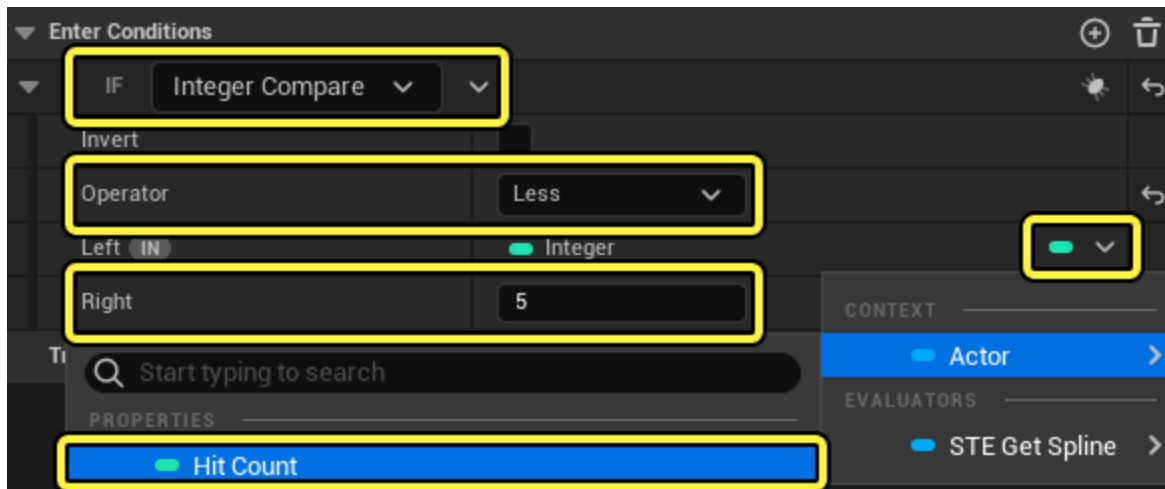 Enter Conditions
IF Integer Compare
Invert
Operator Less
Left IN Integer
Right 5
CONTEXT
Actor
Start typing to search
EVALUATORS
PROPERTIES
STE Get Spline
Hit Count